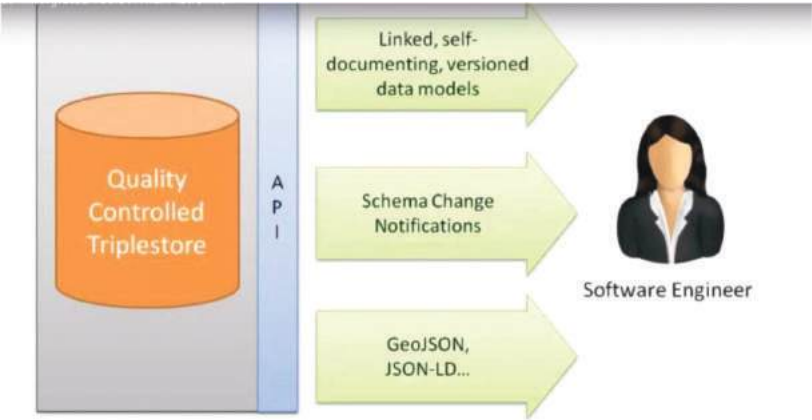 Quality
Controlled
Triplestore
A
P
I
Linked, self-
documenting, versioned
data models
Schema Change
Notifications
GeoJSON,
JSON-LD...
Software Engineer